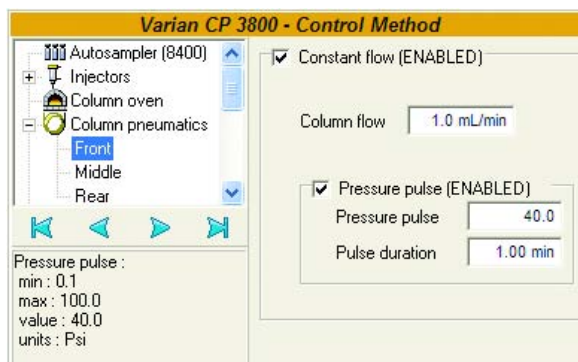 Varian CP 3800 - Control Method
Autosampler (8400)
Injectors
Column oven
Column pneumatics
Front
Middle
Rear
Pressure pulse :
min : 0.1
max : 100.0
value : 40.0
units : Psi
Constant flow (ENABLED)
Column flow 1.0 mL/min
Pressure pulse (ENABLED)
Pressure pulse 40.0
Pulse duration 1.00 min